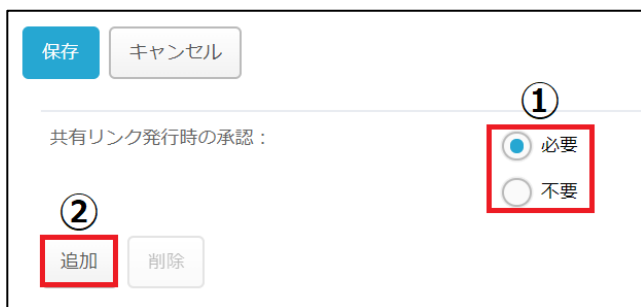 保存 キャンセル
①
共有リンク発行時の承認：
必要
不要
②
追加 削除